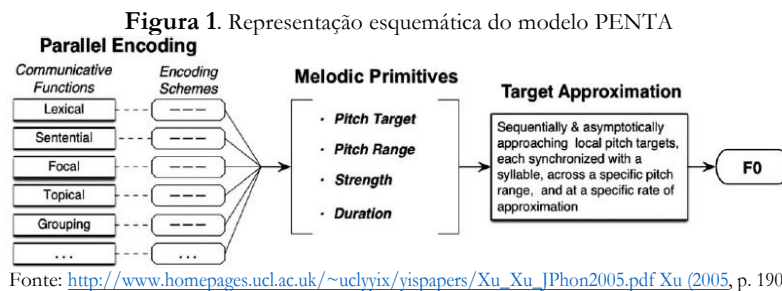 Figura 1. Representação esquemática do modelo PENTA
Parallel Encoding
Communicative Functions
Encoding Schemes
Lexical
Sentential
Focal
Topical
Grouping
...
---
---
---
---
---
...
Melodic Primitives
· Pitch Target
· Pitch Range
· Strength
· Duration
Target Approximation
Sequentially & asymptotically
approaching local pitch targets,
each synchronized with a
syllable, across a specific pitch
range, and at a specific rate of
approximation
F0
Fonte: http://www.homepages.ucl.ac.uk/~uclyyix/yispapers/Xu_Xu_JPhon2005.pdf Xu (2005, p. 190